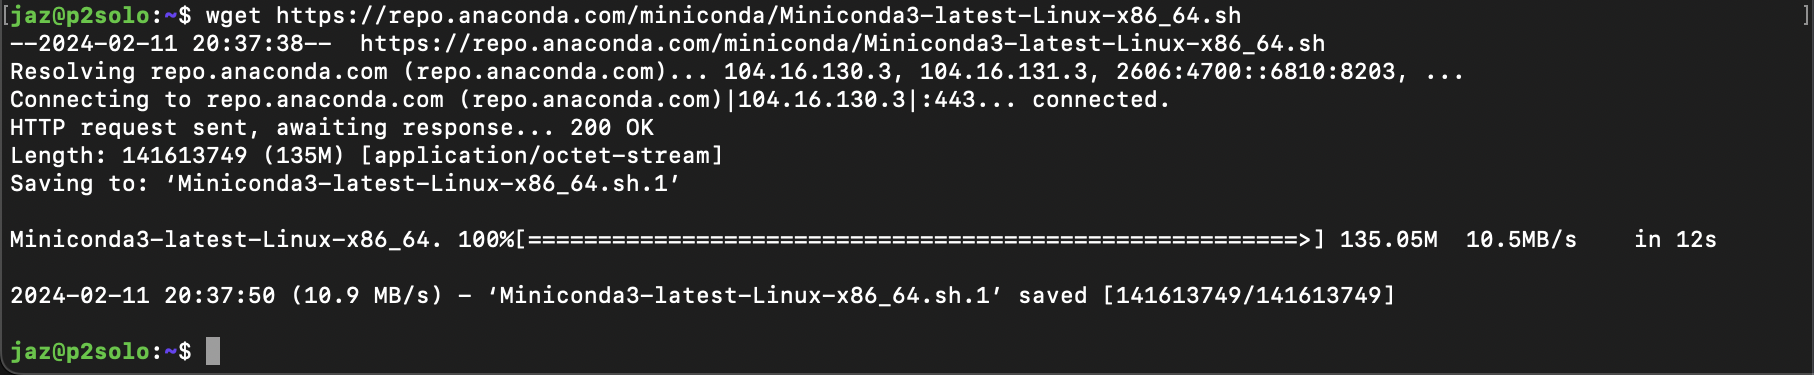 [jaz@p2solo:~$ wget https://repo.anaconda.com/miniconda/Miniconda3-latest-Linux-x86_64.sh ]
--2024-02-11 20:37:38--  https://repo.anaconda.com/miniconda/Miniconda3-latest-Linux-x86_64.sh
Resolving repo.anaconda.com (repo.anaconda.com)... 104.16.130.3, 104.16.131.3, 2606:4700::6810:8203, ...
Connecting to repo.anaconda.com (repo.anaconda.com)|104.16.130.3|:443... connected.
HTTP request sent, awaiting response... 200 OK
Length: 141613749 (135M) [application/octet-stream]
Saving to: ‘Miniconda3-latest-Linux-x86_64.sh.1’
Miniconda3-latest-Linux-x86_64. 100%[=======================================================>] 135.05M  10.5MB/s    in 12s
2024-02-11 20:37:50 (10.9 MB/s) - ‘Miniconda3-latest-Linux-x86_64.sh.1’ saved [141613749/141613749]
jaz@p2solo:~$